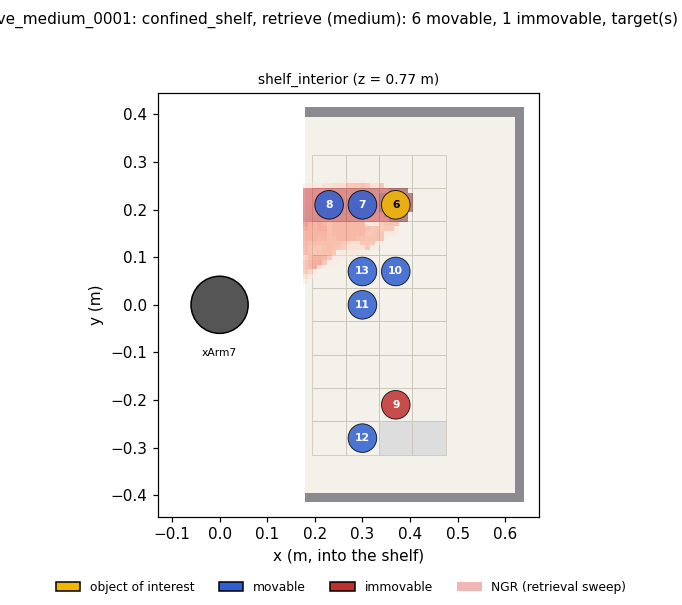 ve_medium_0001: confined_shelf, retrieve (medium): 6 movable, 1 immovable, target(s)
shelf_interior (z = 0.77 m)
0.4
0.3
0.2
0.1
0.0
−0.1
−0.2
−0.3
−0.4
y (m)
8
7
6
13
10
11
9
12
xArm7
−0.1
0.0
0.1
0.2
0.3
0.4
0.5
0.6
x (m, into the shelf)
object of interest
movable
immovable
NGR (retrieval sweep)